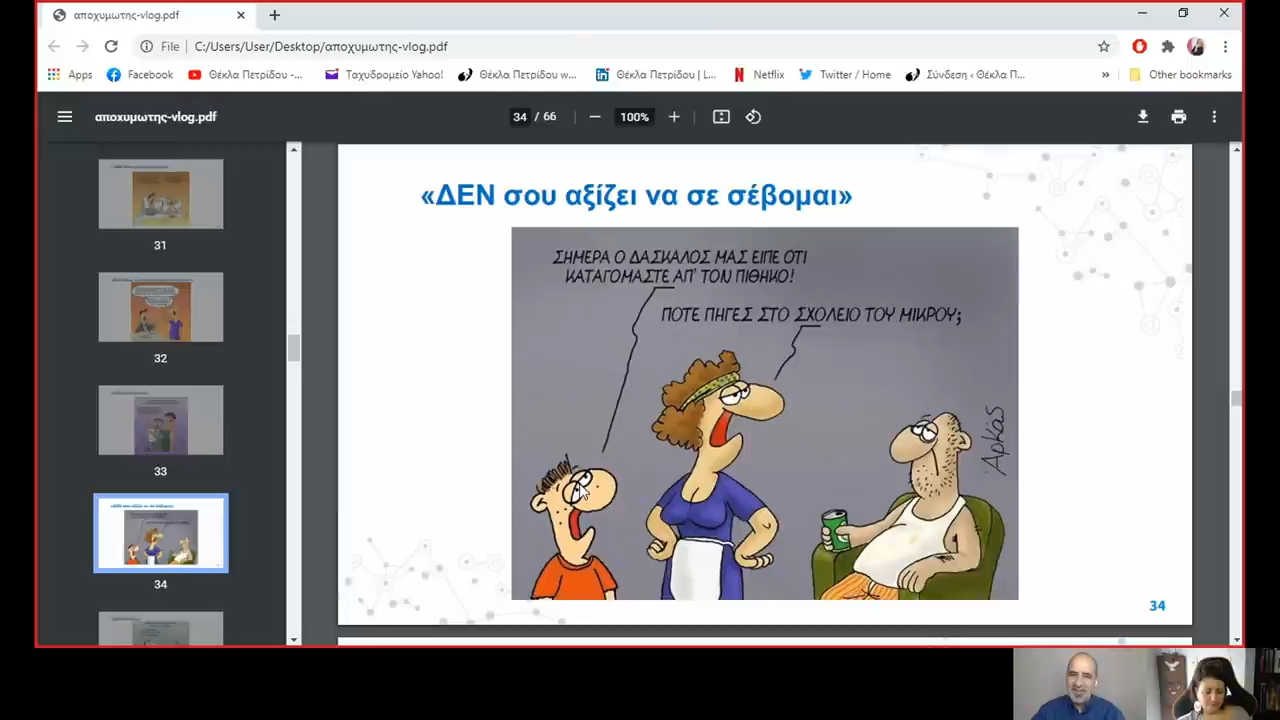 αποχυμωτης-vlog.pdf
File
C:/Users/User/Desktop/αποχυμωτης-vlog.pdf
Apps
Facebook
Θέκλα Πετρίδου -...
Ταχυδρομείο Yahoo!
Θέκλα Πετρίδου w...
Θέκλα Πετρίδου | L...
Netflix
Twitter / Home
Σύνδεση ‹ Θέκλα Π...
»
Other bookmarks
αποχυμωτης-vlog.pdf
34 / 66
100%
31
32
33
34
«ΔΕΝ σου αξίζει να σε σέβομαι»
ΣΗΜΕΡΑ Ο ΔΑΣΚΑΛΟΣ ΜΑΣ ΕΙΠΕ ΟΤΙ
ΚΑΤΑΓΟΜΑΣΤΕ ΑΠ' ΤΟΝ ΠΙΘΗΚΟ!
ΠΟΤΕ ΠΗΓΕΣ ΣΤΟ ΣΧΟΛΕΙΟ ΤΟΥ ΜΙΚΡΟΥ;
Αρκάς
34